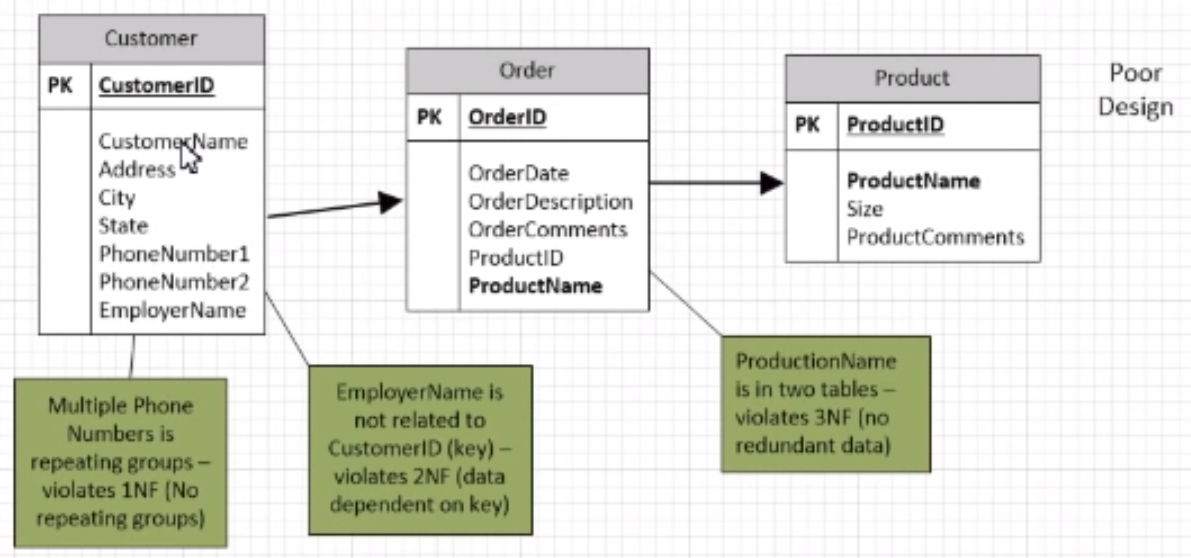 Customer
PK CustomerID
CustomerName
Address
City
State
PhoneNumber1
PhoneNumber2
EmployerName
Order
PK OrderID
OrderDate
OrderDescription
OrderComments
ProductID
ProductName
Product
PK ProductID
ProductName
Size
ProductComments
Poor
Design
Multiple Phone
Numbers is
repeating groups –
violates 1NF (No
repeating groups)
EmployerName is
not related to
CustomerID (key) –
violates 2NF (data
dependent on key)
ProductionName
is in two tables –
violates 3NF (no
redundant data)